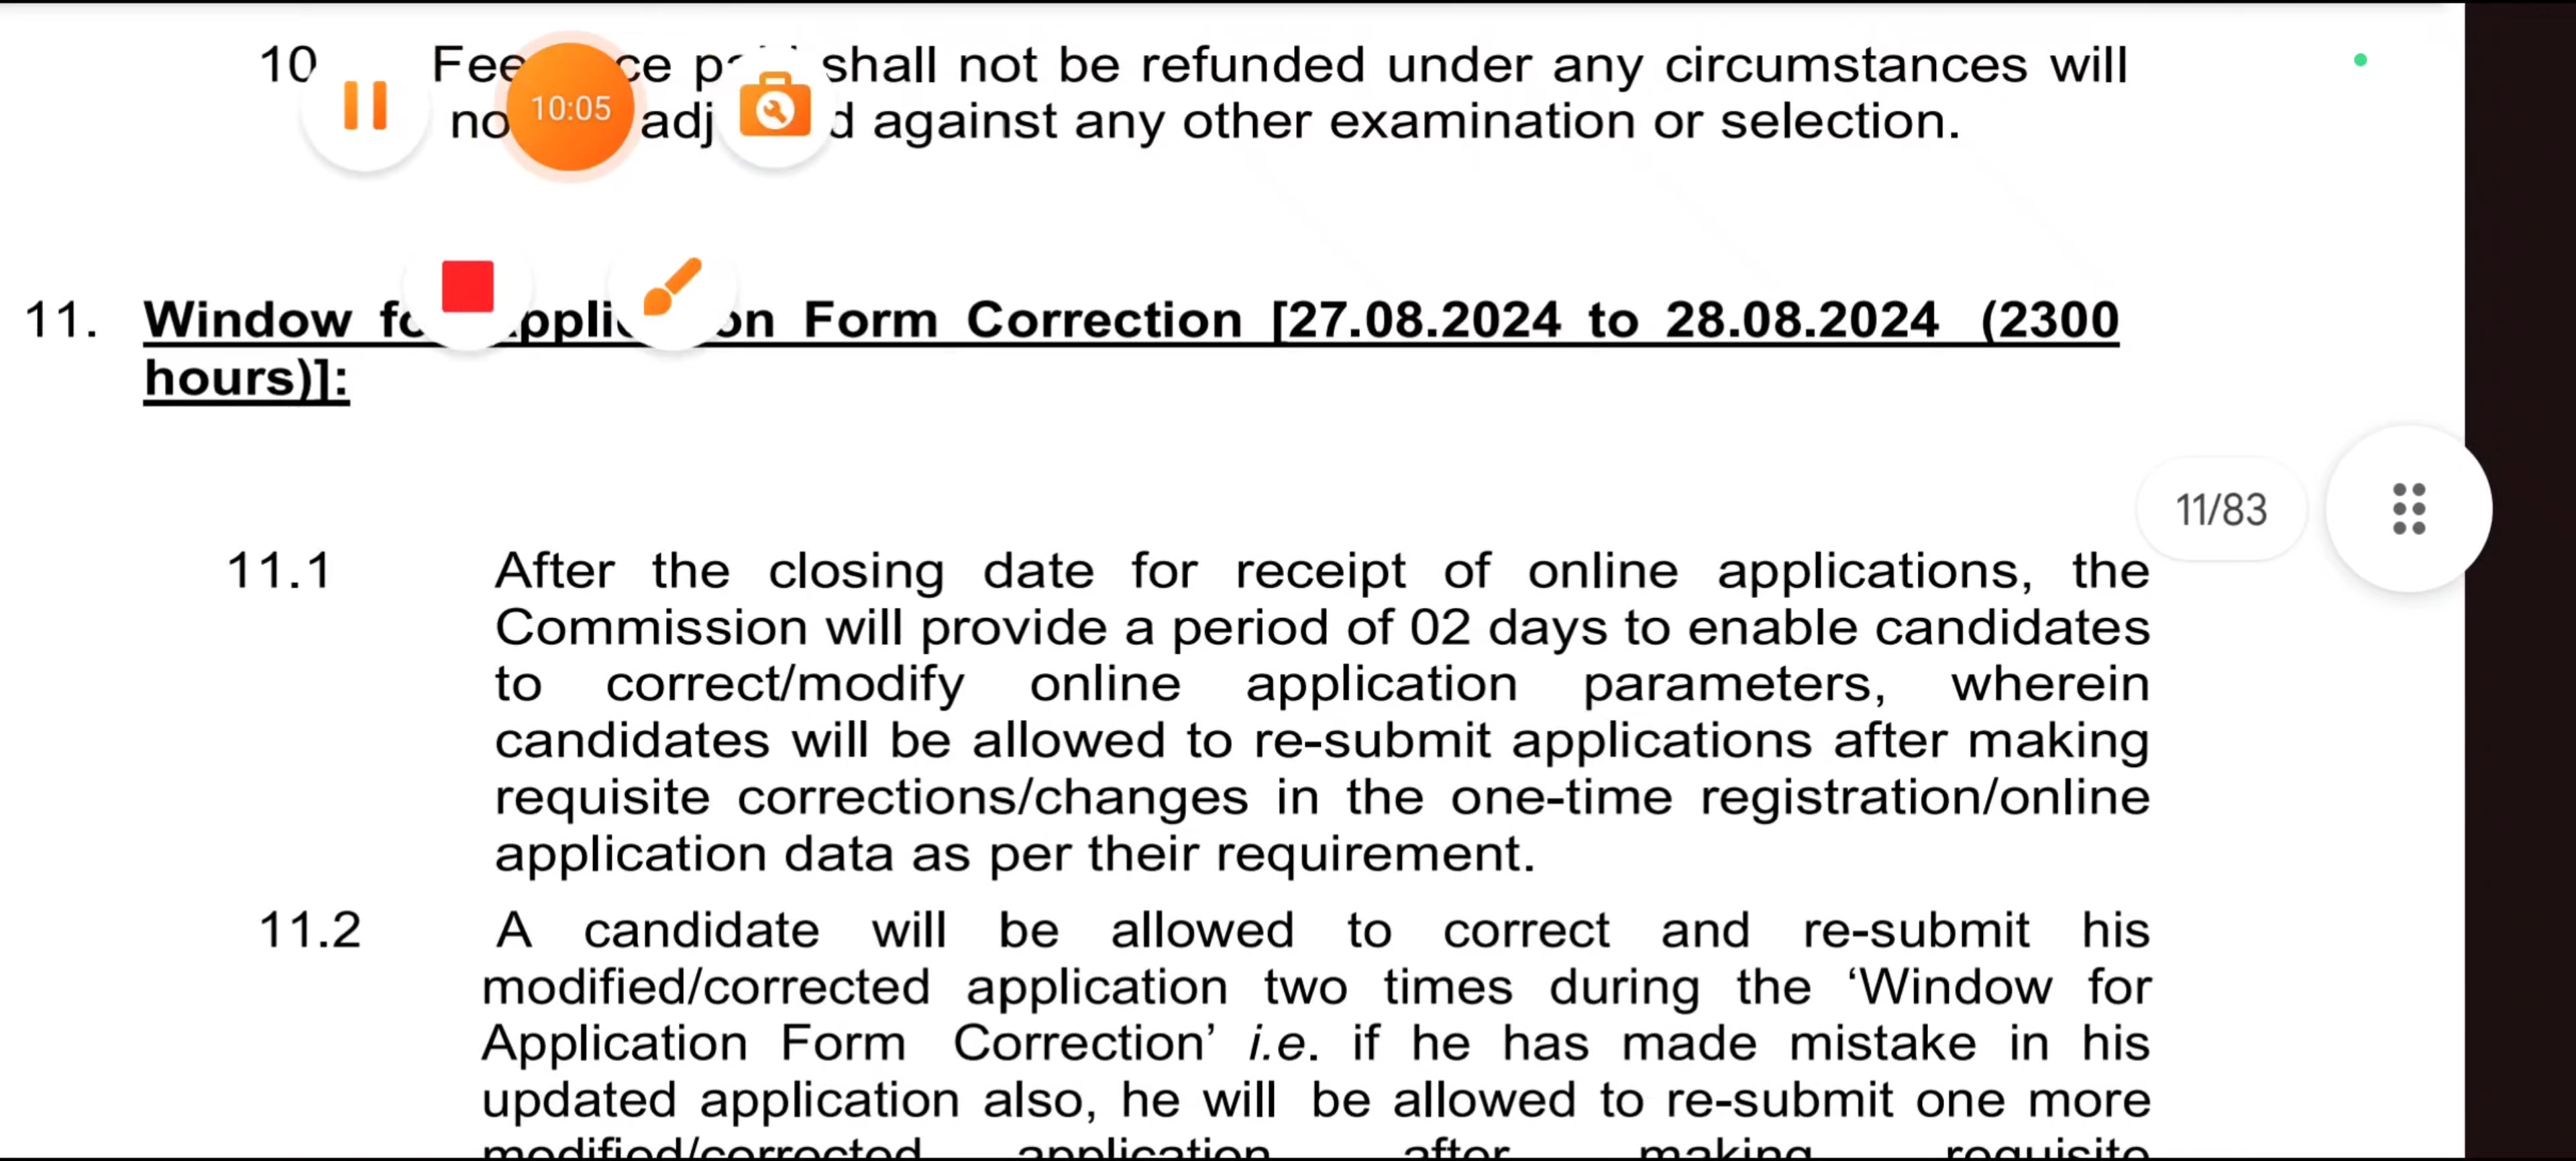 10 shall not be refunded under any circumstances will
10:05
against any other examination or selection.
11. Window Form Correction [27.08.2024 to 28.08.2024 (2300
hours)]:
11/83
11.1 After the closing date for receipt of online applications, the
Commission will provide a period of 02 days to enable candidates
to correct/modify online application parameters, wherein
candidates will be allowed to re-submit applications after making
requisite corrections/changes in the one-time registration/online
application data as per their requirement.
11.2 A candidate will be allowed to correct and re-submit his
modified/corrected application two times during the ‘Window for
Application Form Correction’ i.e. if he has made mistake in his
updated application also, he will be allowed to re-submit one more
modified/corrected application after making requisite